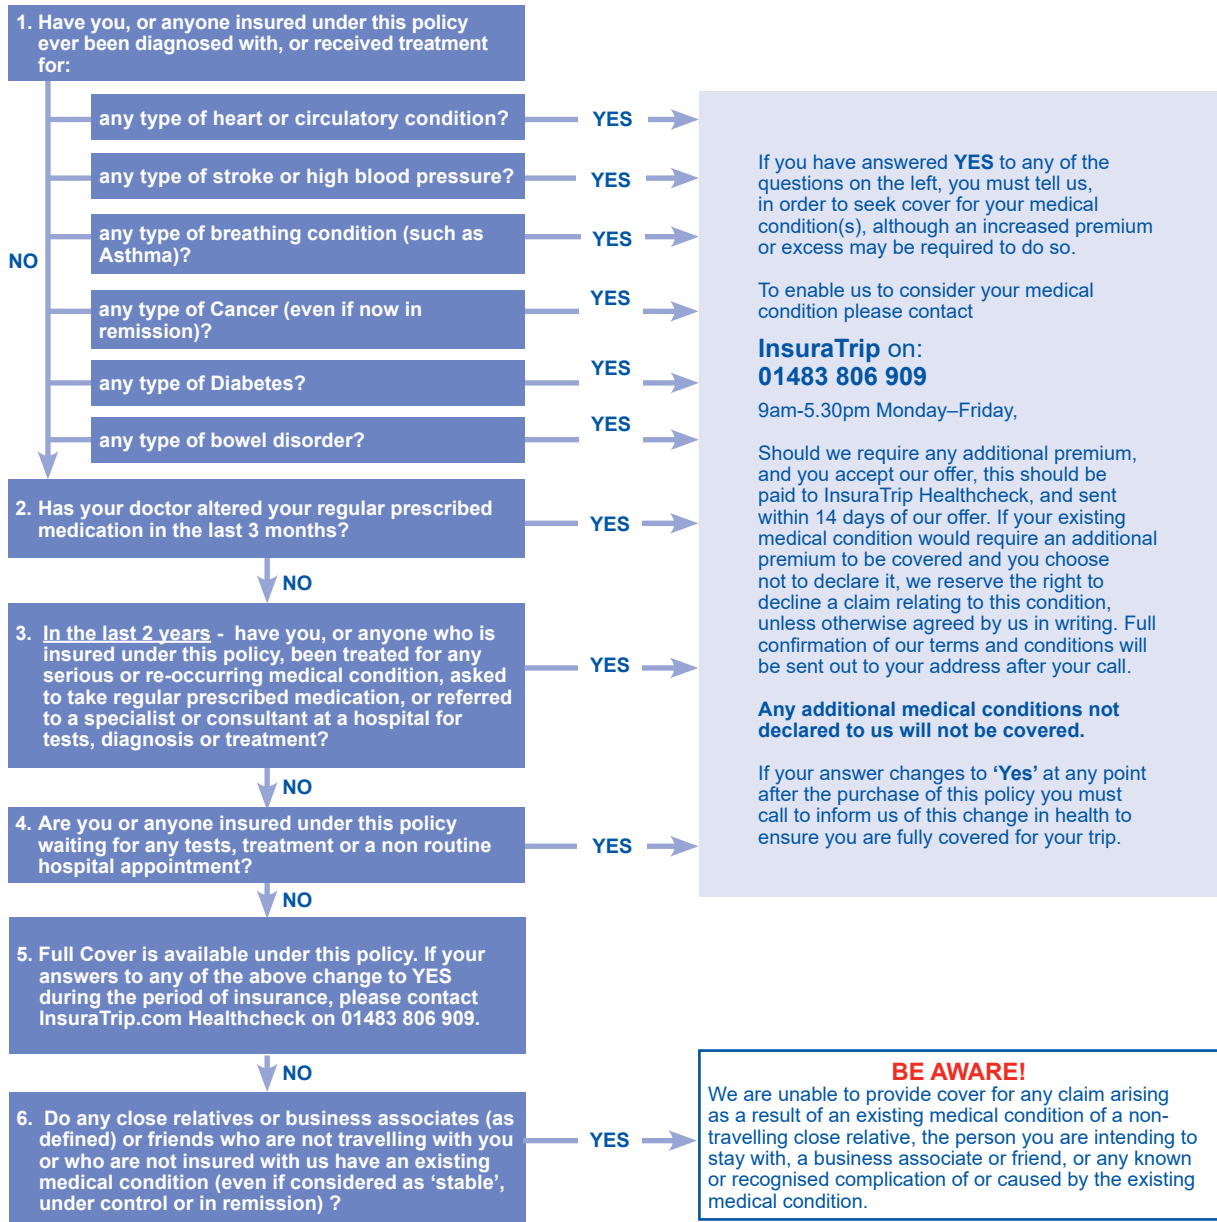 1. Have you, or anyone insured under this policy
ever been diagnosed with, or received treatment
for:
any type of heart or circulatory condition?
YES
any type of stroke or high blood pressure?
YES
any type of breathing condition (such as
Asthma)?
YES
NO
any type of Cancer (even if now in
remission)?
YES
any type of Diabetes?
YES
any type of bowel disorder?
YES
2. Has your doctor altered your regular prescribed
medication in the last 3 months?
YES
NO
3. In the last 2 years - have you, or anyone who is
insured under this policy, been treated for any
serious or re-occurring medical condition, asked
to take regular prescribed medication, or referred
to a specialist or consultant at a hospital for
tests, diagnosis or treatment?
YES
NO
4. Are you or anyone insured under this policy
waiting for any tests, treatment or a non routine
hospital appointment?
YES
NO
5. Full Cover is available under this policy. If your
answers to any of the above change to YES
during the period of insurance, please contact
InsuraTrip.com Healthcheck on 01483 806 909.
NO
6. Do any close relatives or business associates (as
defined) or friends who are not travelling with you
or who are not insured with us have an existing
medical condition (even if considered as ‘stable’,
under control or in remission) ?
YES
If you have answered YES to any of the
questions on the left, you must tell us,
in order to seek cover for your medical
condition(s), although an increased premium
or excess may be required to do so.
To enable us to consider your medical
condition please contact
InsuraTrip on:
01483 806 909
9am-5.30pm Monday–Friday,
Should we require any additional premium,
and you accept our offer, this should be
paid to InsuraTrip Healthcheck, and sent
within 14 days of our offer. If your existing
medical condition would require an additional
premium to be covered and you choose
not to declare it, we reserve the right to
decline a claim relating to this condition,
unless otherwise agreed by us in writing. Full
confirmation of our terms and conditions will
be sent out to your address after your call.
Any additional medical conditions not
declared to us will not be covered.
If your answer changes to ‘Yes’ at any point
after the purchase of this policy you must
call to inform us of this change in health to
ensure you are fully covered for your trip.
BE AWARE!
We are unable to provide cover for any claim arising
as a result of an existing medical condition of a non-
travelling close relative, the person you are intending to
stay with, a business associate or friend, or any known
or recognised complication of or caused by the existing
medical condition.